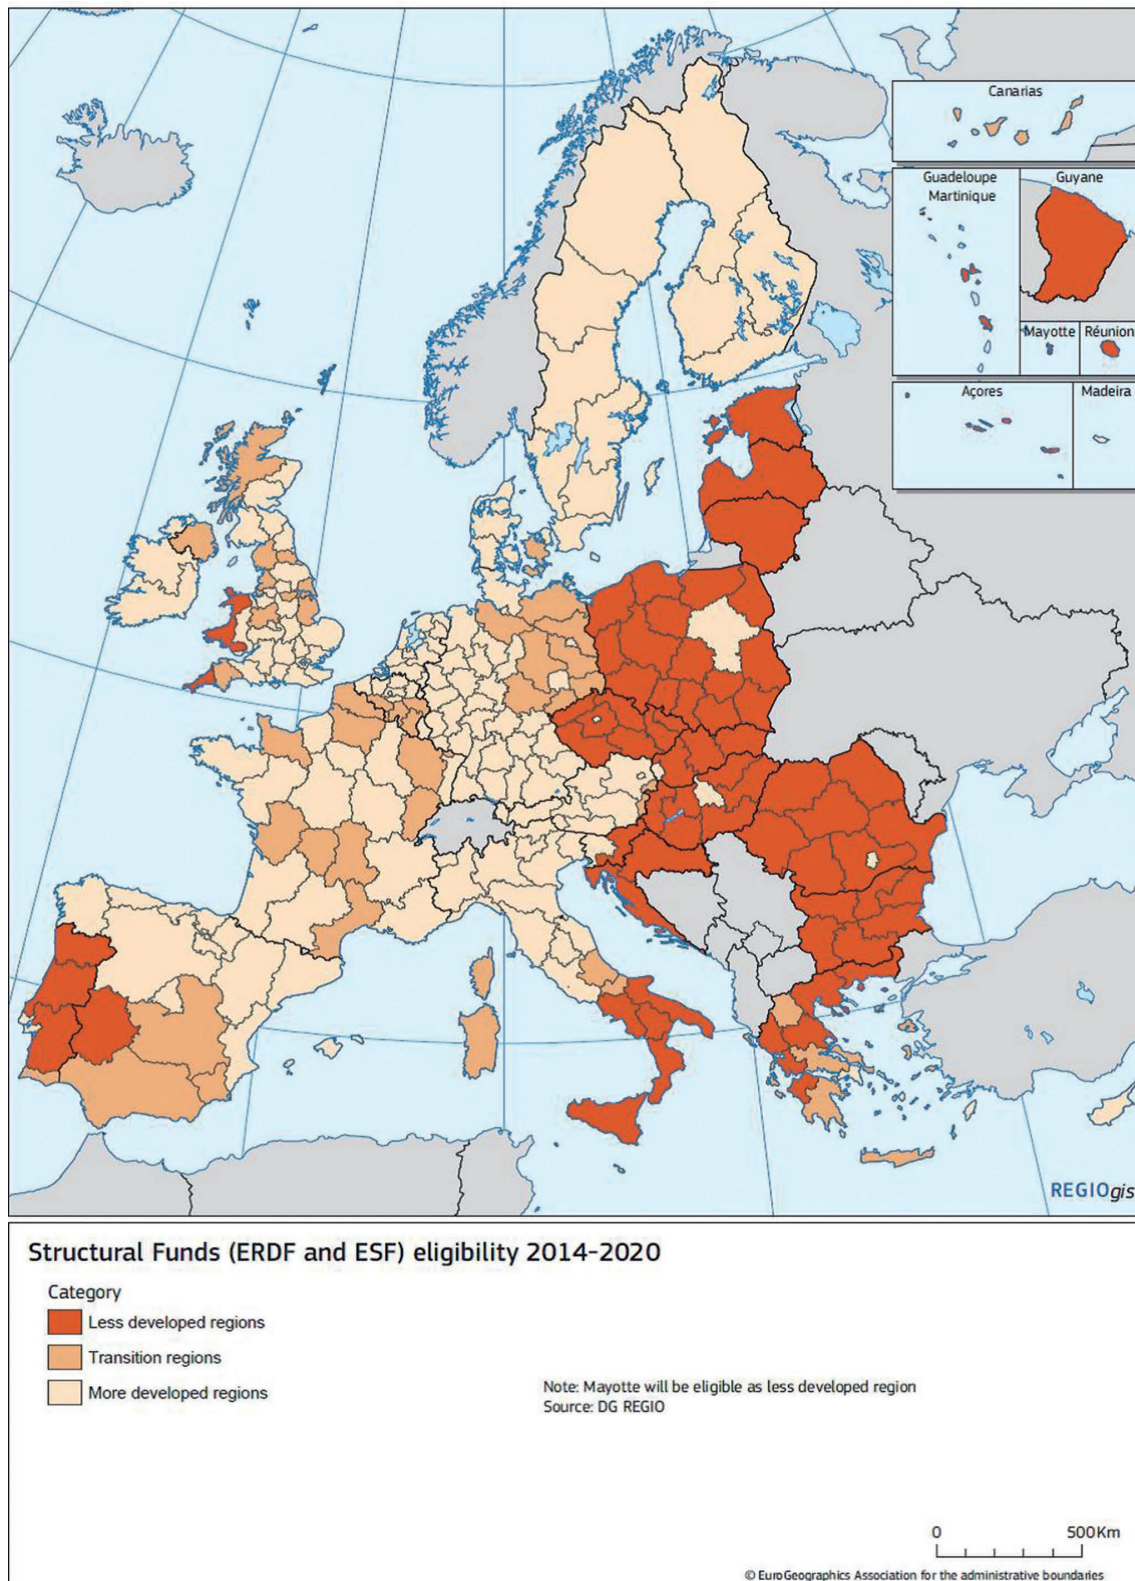 Canarias
Guadeloupe
Martinique
Guyane
Mayotte
Réunion
Açores
Madeira
REGIOgis
Structural Funds (ERDF and ESF) eligibility 2014-2020
Category
Less developed regions
Transition regions
More developed regions
Note: Mayotte will be eligible as less developed region
Source: DG REGIO
0 500 Km
© EuroGeographics Association for the administrative boundaries